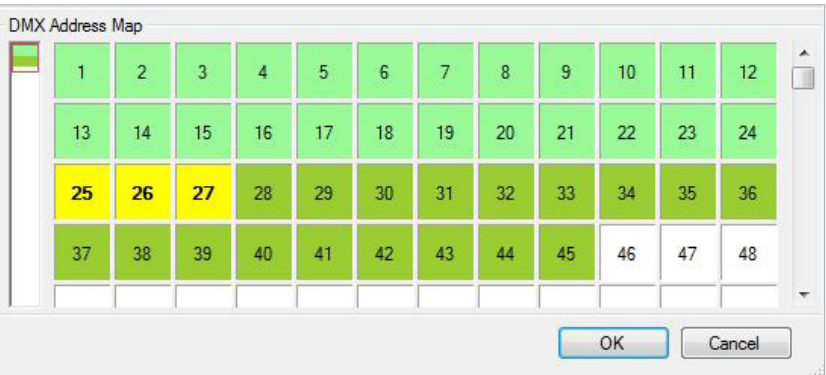 DMX Address Map
1 2 3 4 5 6 7 8 9 10 11 12
13 14 15 16 17 18 19 20 21 22 23 24
25 26 27 28 29 30 31 32 33 34 35 36
37 38 39 40 41 42 43 44 45 46 47 48
OK Cancel